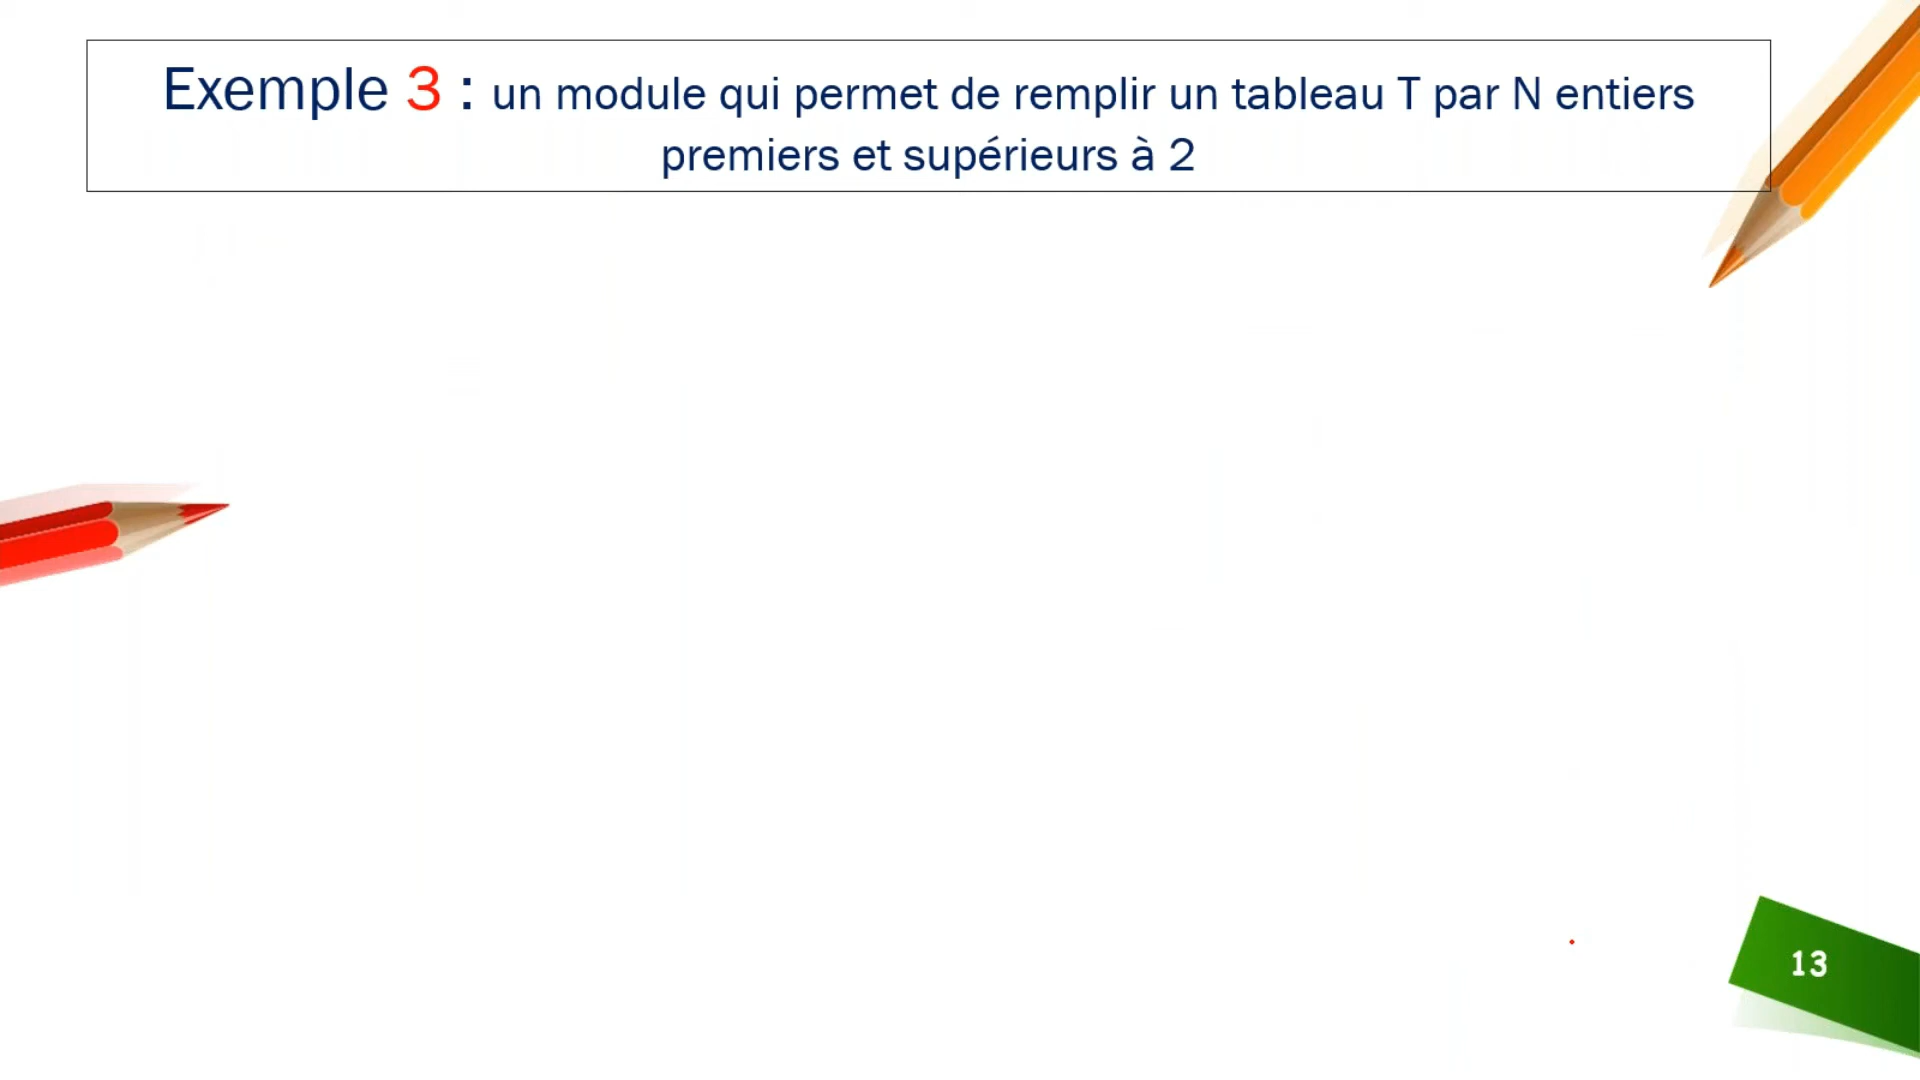 Exemple 3 : un module qui permet de remplir un tableau T par N entiers
premiers et supérieurs à 2
13